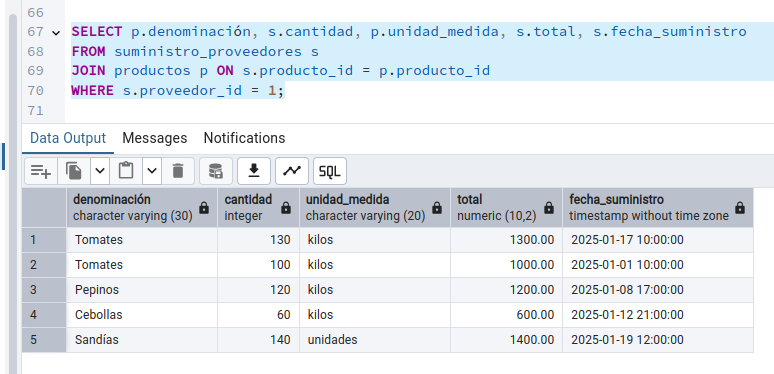 66
67 SELECT p.denominación, s.cantidad, p.unidad_medida, s.total, s.fecha_suministro
68 FROM suministro_proveedores s
69 JOIN productos p ON s.producto_id = p.producto_id
70 WHERE s.proveedor_id = 1;
71
Data Output Messages Notifications
SQL
denominación cantidad unidad_medida total fecha_suministro
character varying (30) integer character varying (20) numeric (10,2) timestamp without time zone
1 Tomates 130 kilos 1300.00 2025-01-17 10:00:00
2 Tomates 100 kilos 1000.00 2025-01-01 10:00:00
3 Pepinos 120 kilos 1200.00 2025-01-08 17:00:00
4 Cebollas 60 kilos 600.00 2025-01-12 21:00:00
5 Sandías 140 unidades 1400.00 2025-01-19 12:00:00